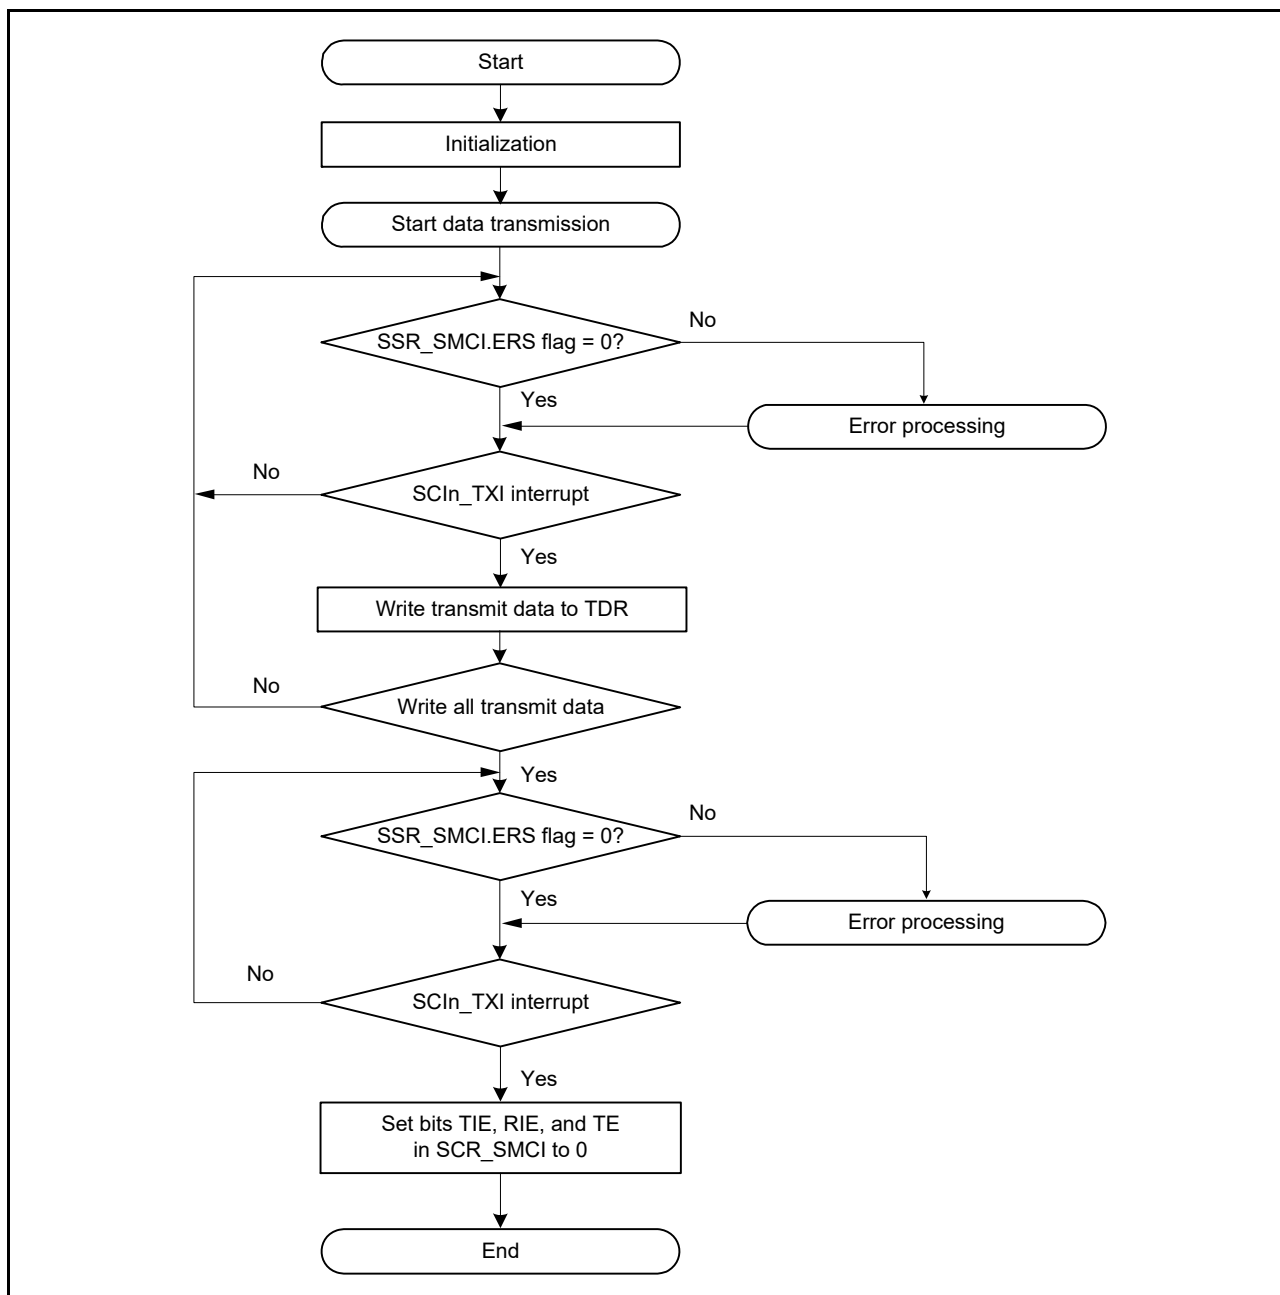 Start
Initialization
Start data transmission
SSR_SMCI.ERS flag = 0?
No
Yes
Error processing
No
SCIn_TXI interrupt
Yes
Write transmit data to TDR
No
Write all transmit data
Yes
SSR_SMCI.ERS flag = 0?
No
Yes
Error processing
No
SCIn_TXI interrupt
Yes
Set bits TIE, RIE, and TE
in SCR_SMCI to 0
End